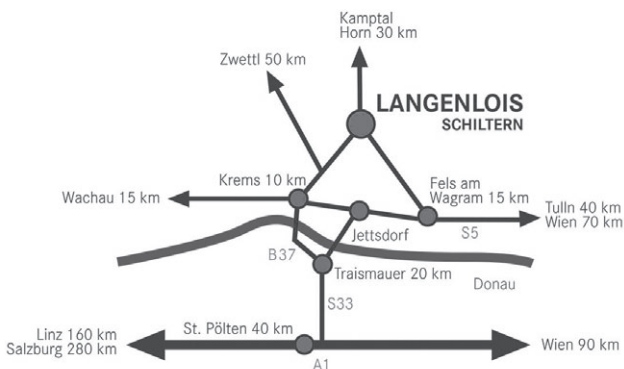 Kamptal
Horn 30 km
Zwettl 50 km
LANGENLOIS
SCHILTERN
Krems 10 km
Fels am
Wagram 15 km
Wachau 15 km
Tulln 40 km
Wien 70 km
Jettsdorf
S5
B37
Traismauer 20 km
Donau
S33
St. Pölten 40 km
Linz 160 km
Salzburg 280 km
Wien 90 km
A1